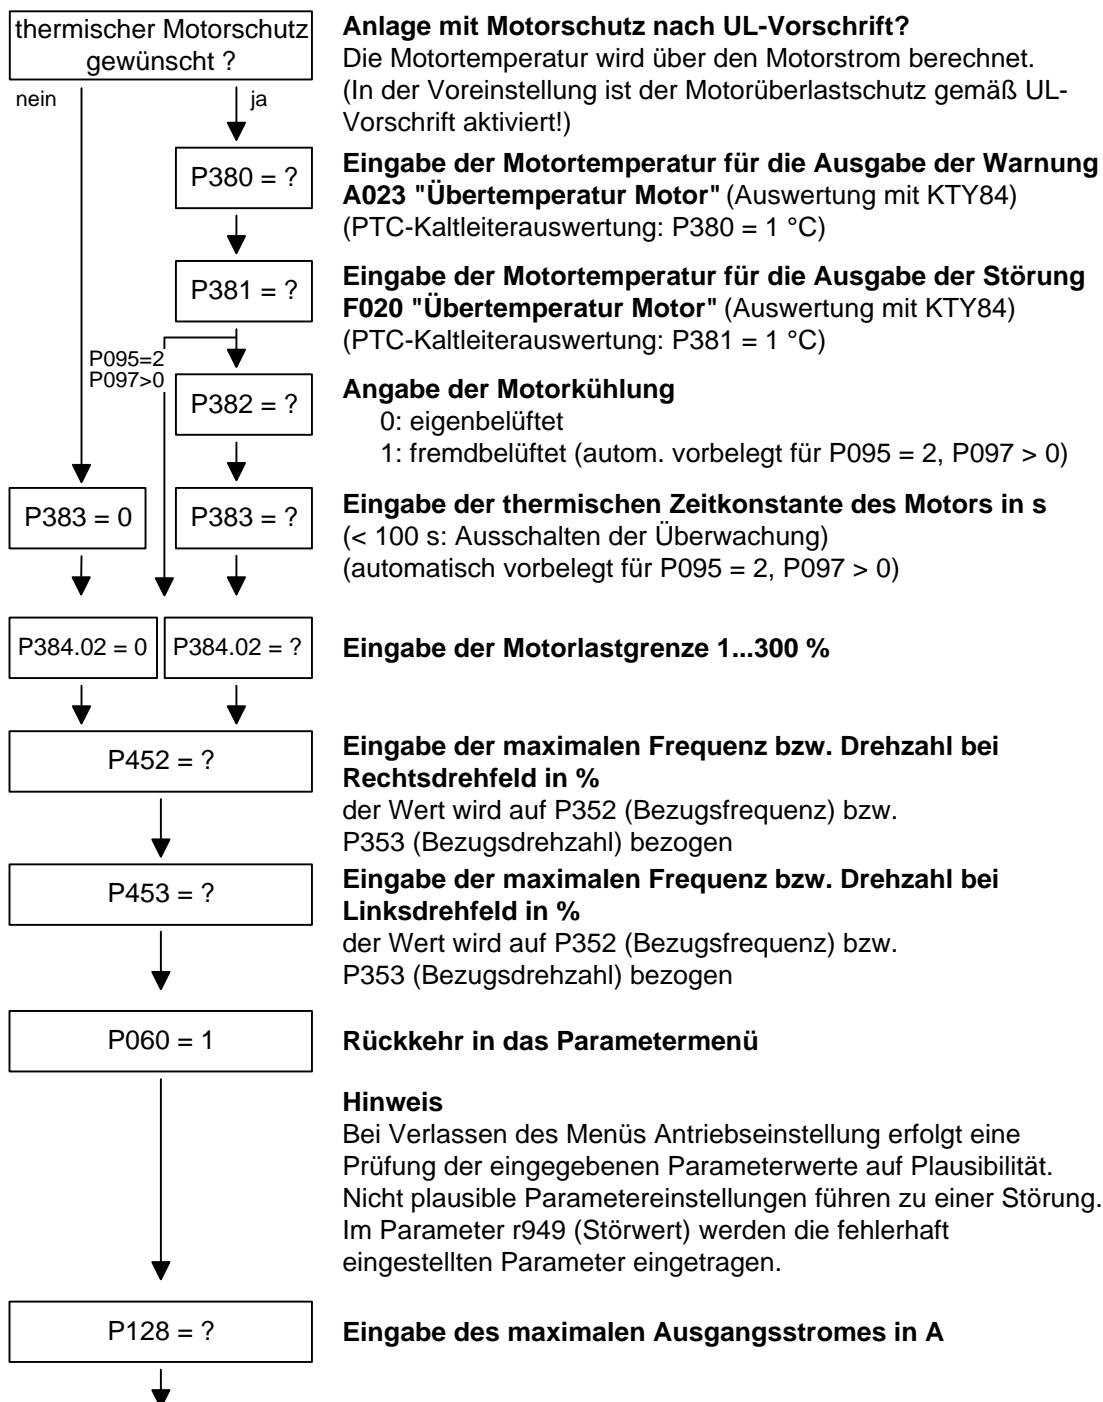 thermischer Motorschutz
gewünscht ?
nein
ja
Anlage mit Motorschutz nach UL-Vorschrift?
Die Motortemperatur wird über den Motorstrom berechnet.
(In der Voreinstellung ist der Motorüberlastschutz gemäß UL-
Vorschrift aktiviert!)
P380 = ?
Eingabe der Motortemperatur für die Ausgabe der Warnung
A023 "Übertemperatur Motor" (Auswertung mit KTY84)
(PTC-Kaltleiterauswertung: P380 = 1 °C)
P381 = ?
Eingabe der Motortemperatur für die Ausgabe der Störung
F020 "Übertemperatur Motor" (Auswertung mit KTY84)
(PTC-Kaltleiterauswertung: P381 = 1 °C)
P095=2
P097>0
P382 = ?
Angabe der Motorkühlung
0: eigenbelüftet
1: fremdbelüftet (autom. vorbelegt für P095 = 2, P097 > 0)
P383 = 0
P383 = ?
Eingabe der thermischen Zeitkonstante des Motors in s
(< 100 s: Ausschalten der Überwachung)
(automatisch vorbelegt für P095 = 2, P097 > 0)
P384.02 = 0
P384.02 = ?
Eingabe der Motorlastgrenze 1...300 %
P452 = ?
Eingabe der maximalen Frequenz bzw. Drehzahl bei
Rechtsdrehfeld in %
der Wert wird auf P352 (Bezugsfrequenz) bzw.
P353 (Bezugsdrehzahl) bezogen
P453 = ?
Eingabe der maximalen Frequenz bzw. Drehzahl bei
Linksdrehfeld in %
der Wert wird auf P352 (Bezugsfrequenz) bzw.
P353 (Bezugsdrehzahl) bezogen
P060 = 1
Rückkehr in das Parametermenü
Hinweis
Bei Verlassen des Menüs Antriebseinstellung erfolgt eine
Prüfung der eingegebenen Parameterwerte auf Plausibilität.
Nicht plausible Parametereinstellungen führen zu einer Störung.
Im Parameter r949 (Störwert) werden die fehlerhaft
eingestellten Parameter eingetragen.
P128 = ?
Eingabe des maximalen Ausgangsstromes in A